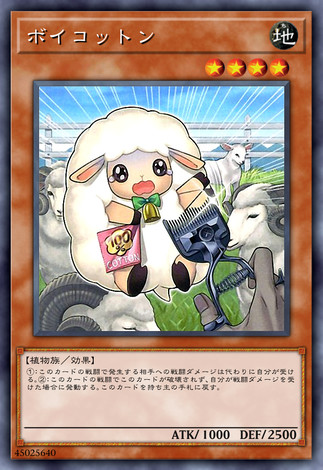 ボイコットン
地
【植物族／効果】
①：このカードの戦闘で発生する相手への戦闘ダメージは代わりに自分が受け
る。②：このカードの戦闘でこのカードが破壊されず、自分が戦闘ダメージを受
けた場合に発動する。このカードを持ち主の手札に戻す。
ATK/ 1000 DEF/ 2500
45025640
100%
COTTON